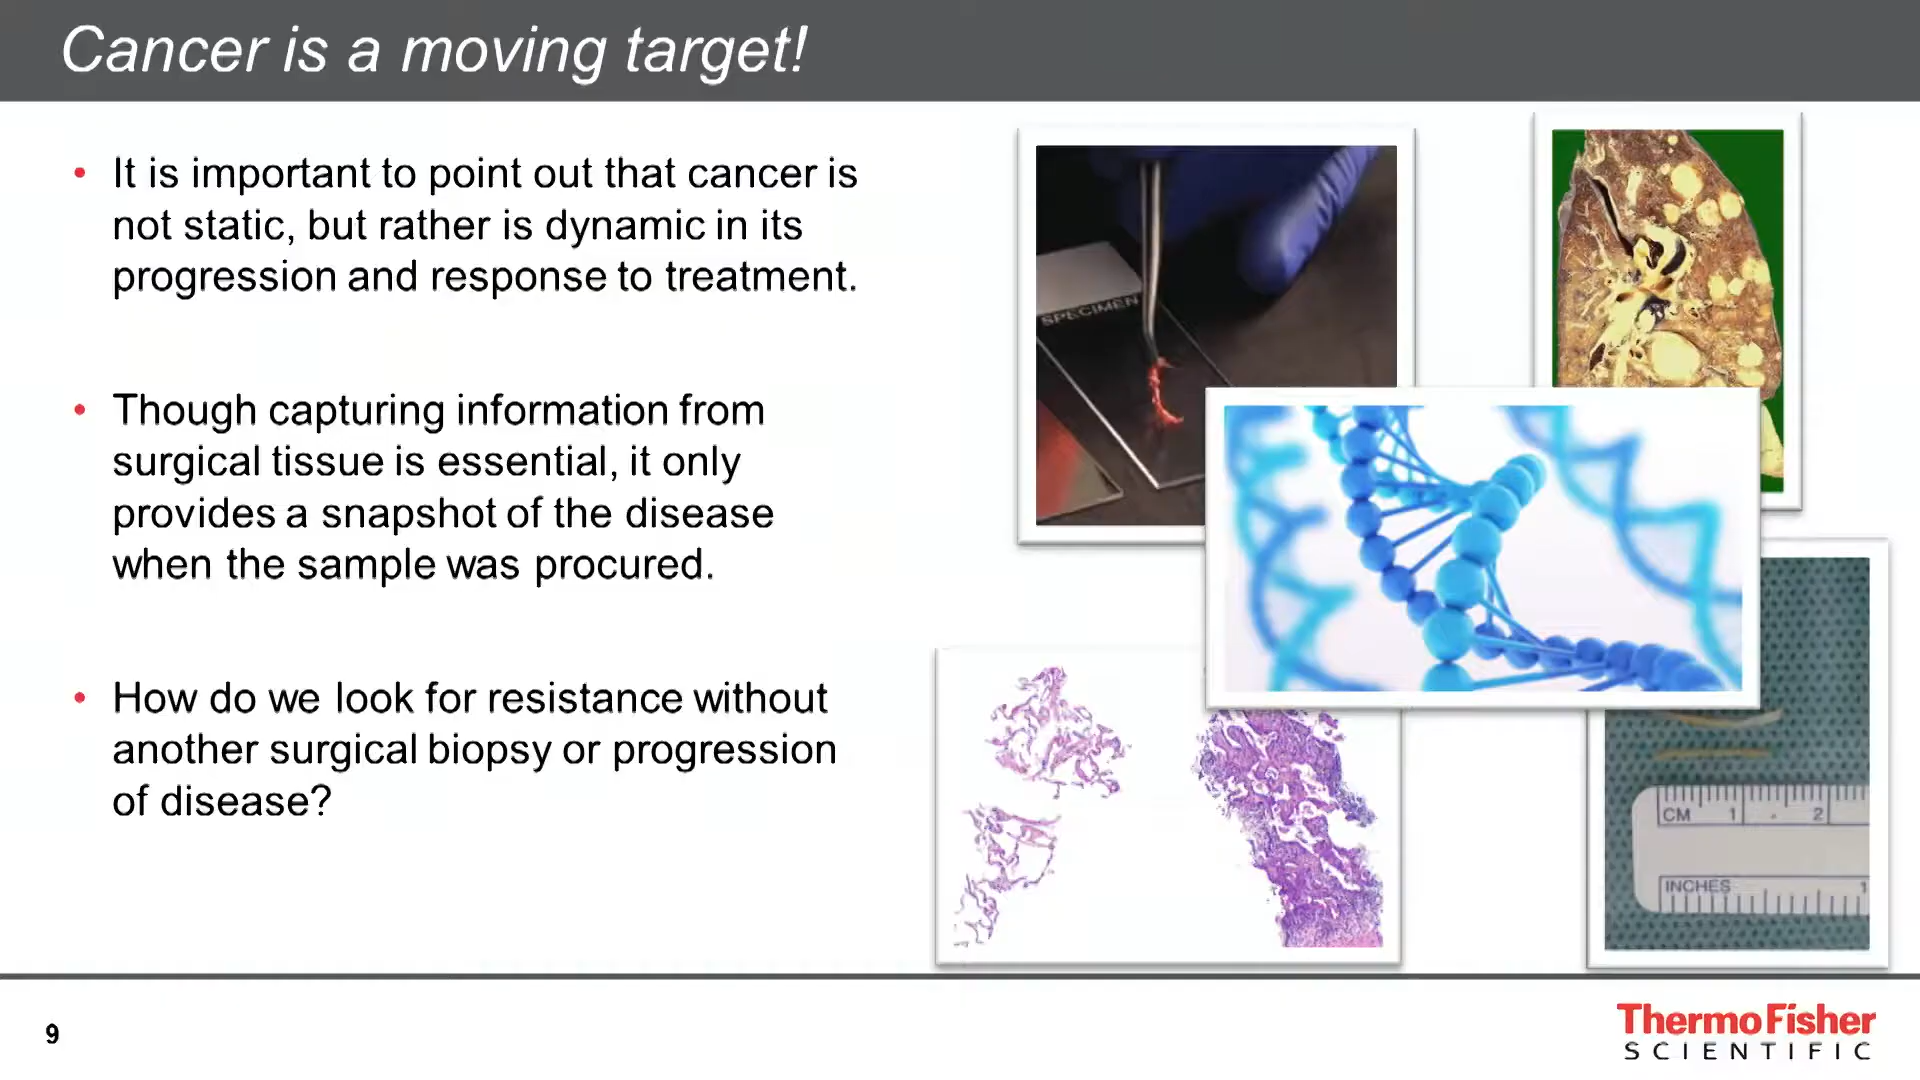 Cancer is a moving target!
• It is important to point out that cancer is
not static, but rather is dynamic in its
progression and response to treatment.
• Though capturing information from
surgical tissue is essential, it only
provides a snapshot of the disease
when the sample was procured.
• How do we look for resistance without
another surgical biopsy or progression
of disease?
SPECIMEN
CM 1 2
INCHES 1
9
ThermoFisher
SCIENTIFIC